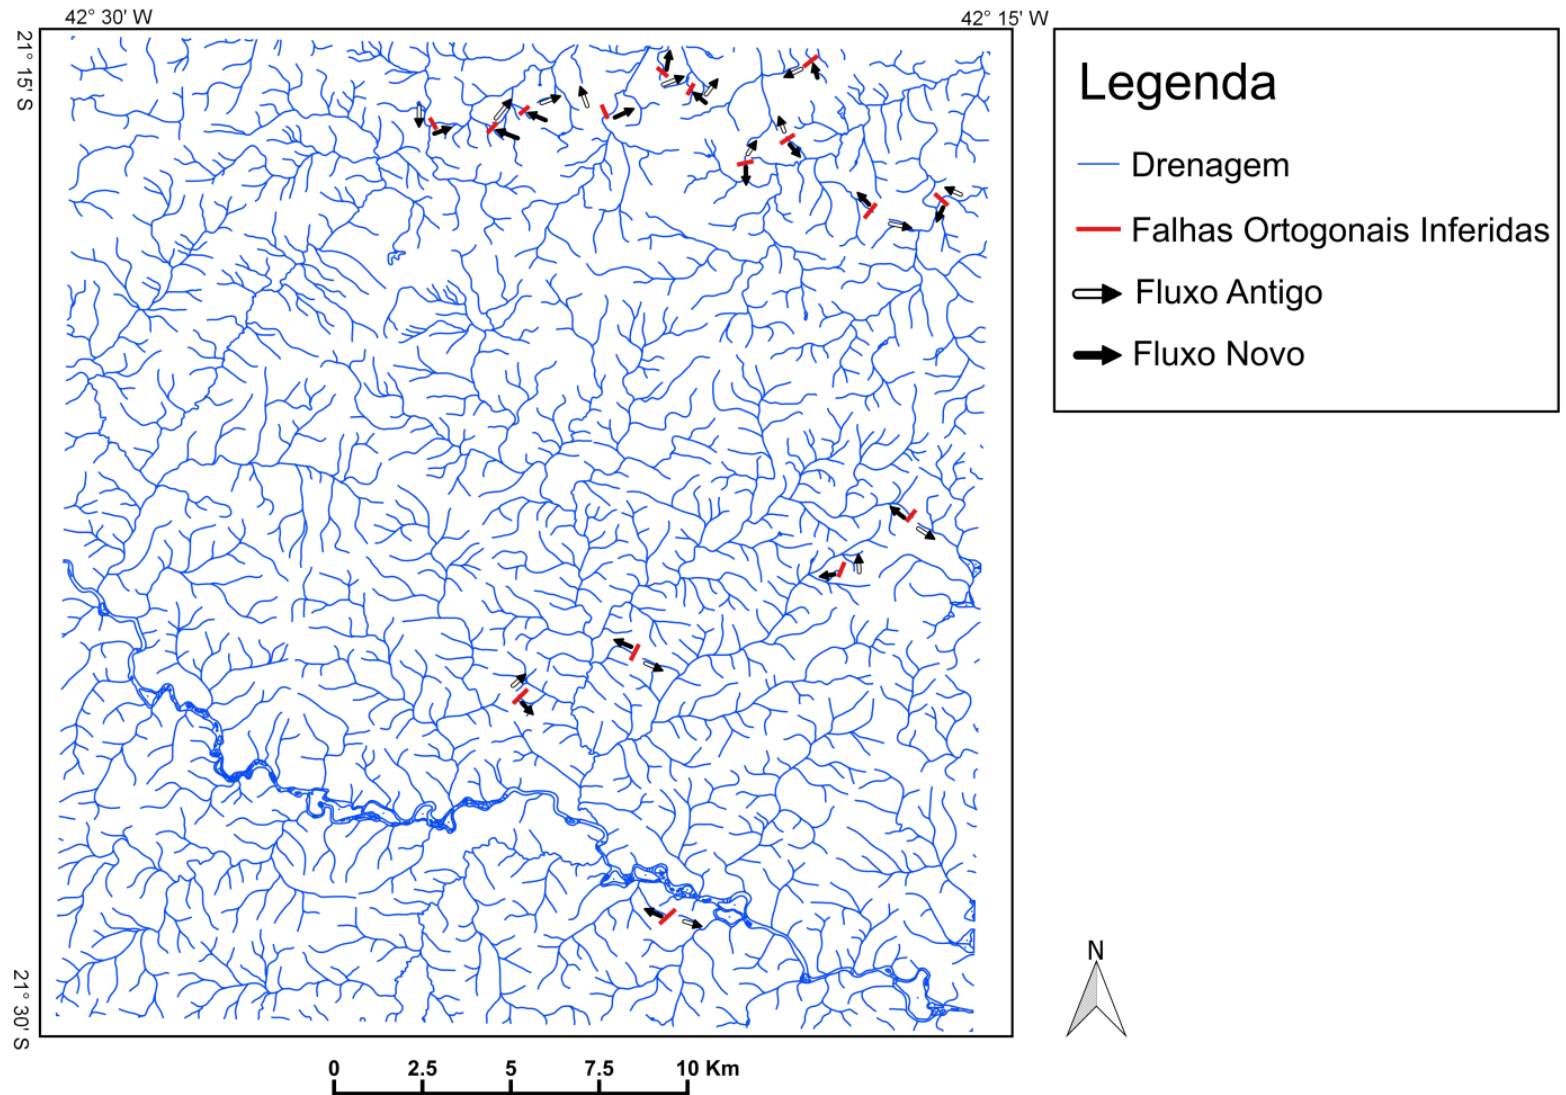 42° 30' W
42° 15' W
21° 15' S
21° 30' S
Legenda
Drenagem
Falhas Ortogonais Inferidas
Fluxo Antigo
Fluxo Novo
N
0 2.5 5 7.5 10 Km